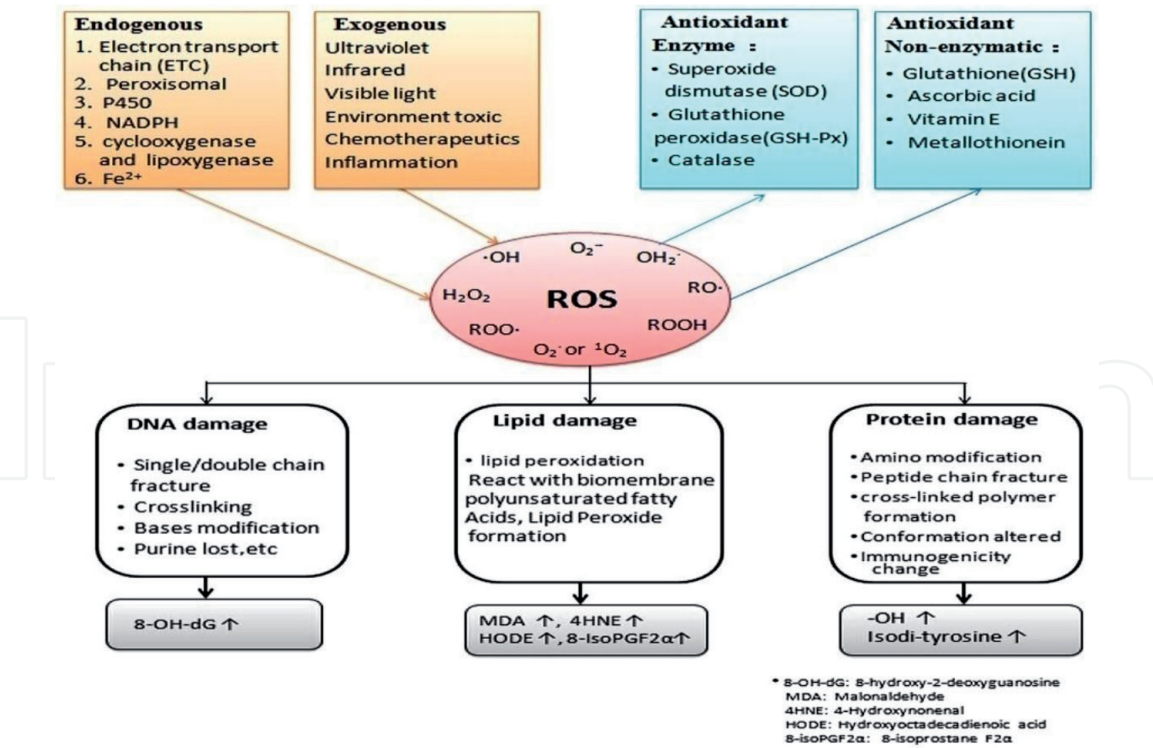 Endogenous
1. Electron transport
chain (ETC)
2. Peroxisomal
3. P450
4. NADPH
5. cyclooxygenase
and lipoxygenase
6. Fe²⁺
Exogenous
Ultraviolet
Infrared
Visible light
Environment toxic
Chemotherapeutics
Inflammation
Antioxidant
Enzyme :
• Superoxide
dismutase (SOD)
• Glutathione
peroxidase(GSH-Px)
• Catalase
Antioxidant
Non-enzymatic :
• Glutathione(GSH)
• Ascorbic acid
• Vitamin E
• Metallothionein
·OH
O₂⁻
OH₂·
H₂O₂
ROS
RO·
ROO·
ROOH
O₂· or ¹O₂
DNA damage
• Single/double chain
fracture
• Crosslinking
• Bases modification
• Purine lost,etc
8-OH-dG ↑
Lipid damage
• lipid peroxidation
React with biomembrane
polyunsaturated fatty
Acids, Lipid Peroxide
formation
MDA ↑, 4HNE ↑
HODE ↑, 8-IsoPGF2α↑
Protein damage
• Amino modification
• Peptide chain fracture
• cross-linked polymer
formation
• Conformation altered
• Immunogenicity
change
-OH ↑
Isodi-tyrosine ↑
* 8-OH-dG: 8-hydroxy-2-deoxyguanosine
MDA: Malonaldehyde
4HNE: 4-Hydroxynonenal
HODE: Hydroxyoctadecadienoic acid
8-isoPGF2α: 8-isoprostane F2α